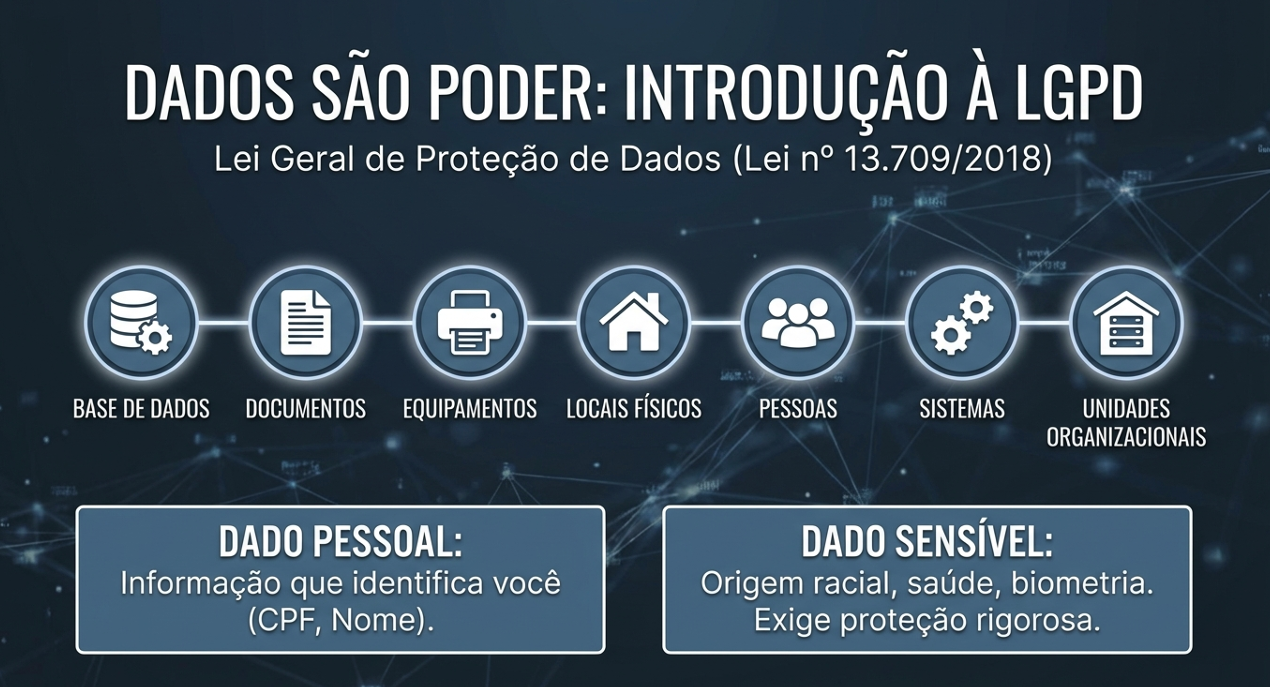 DADOS SÃO PODER: INTRODUÇÃO À LGPD
Lei Geral de Proteção de Dados (Lei nº 13.709/2018)
BASE DE DADOS
DOCUMENTOS
EQUIPAMENTOS
LOCAIS FÍSICOS
PESSOAS
SISTEMAS
UNIDADES
ORGANIZACIONAIS
DADO PESSOAL:
Informação que identifica você
(CPF, Nome).
DADO SENSÍVEL:
Origem racial, saúde, biometria.
Exige proteção rigorosa.